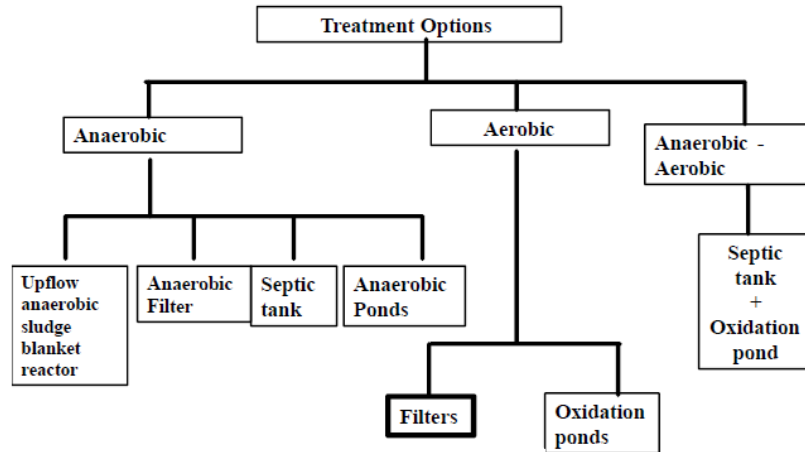 Treatment Options
Anaerobic
Aerobic
Anaerobic -
Aerobic
Upflow
anaerobic
sludge
blanket
reactor
Anaerobic
Filter
Septic
tank
Anaerobic
Ponds
Septic
tank
+
Oxidation
pond
Filters
Oxidation
ponds